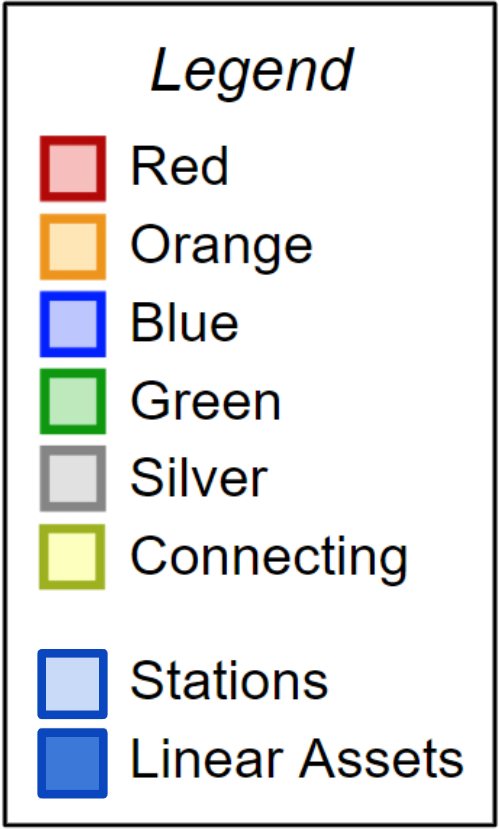 Legend
Red
Orange
Blue
Green
Silver
Connecting
Stations
Linear Assets